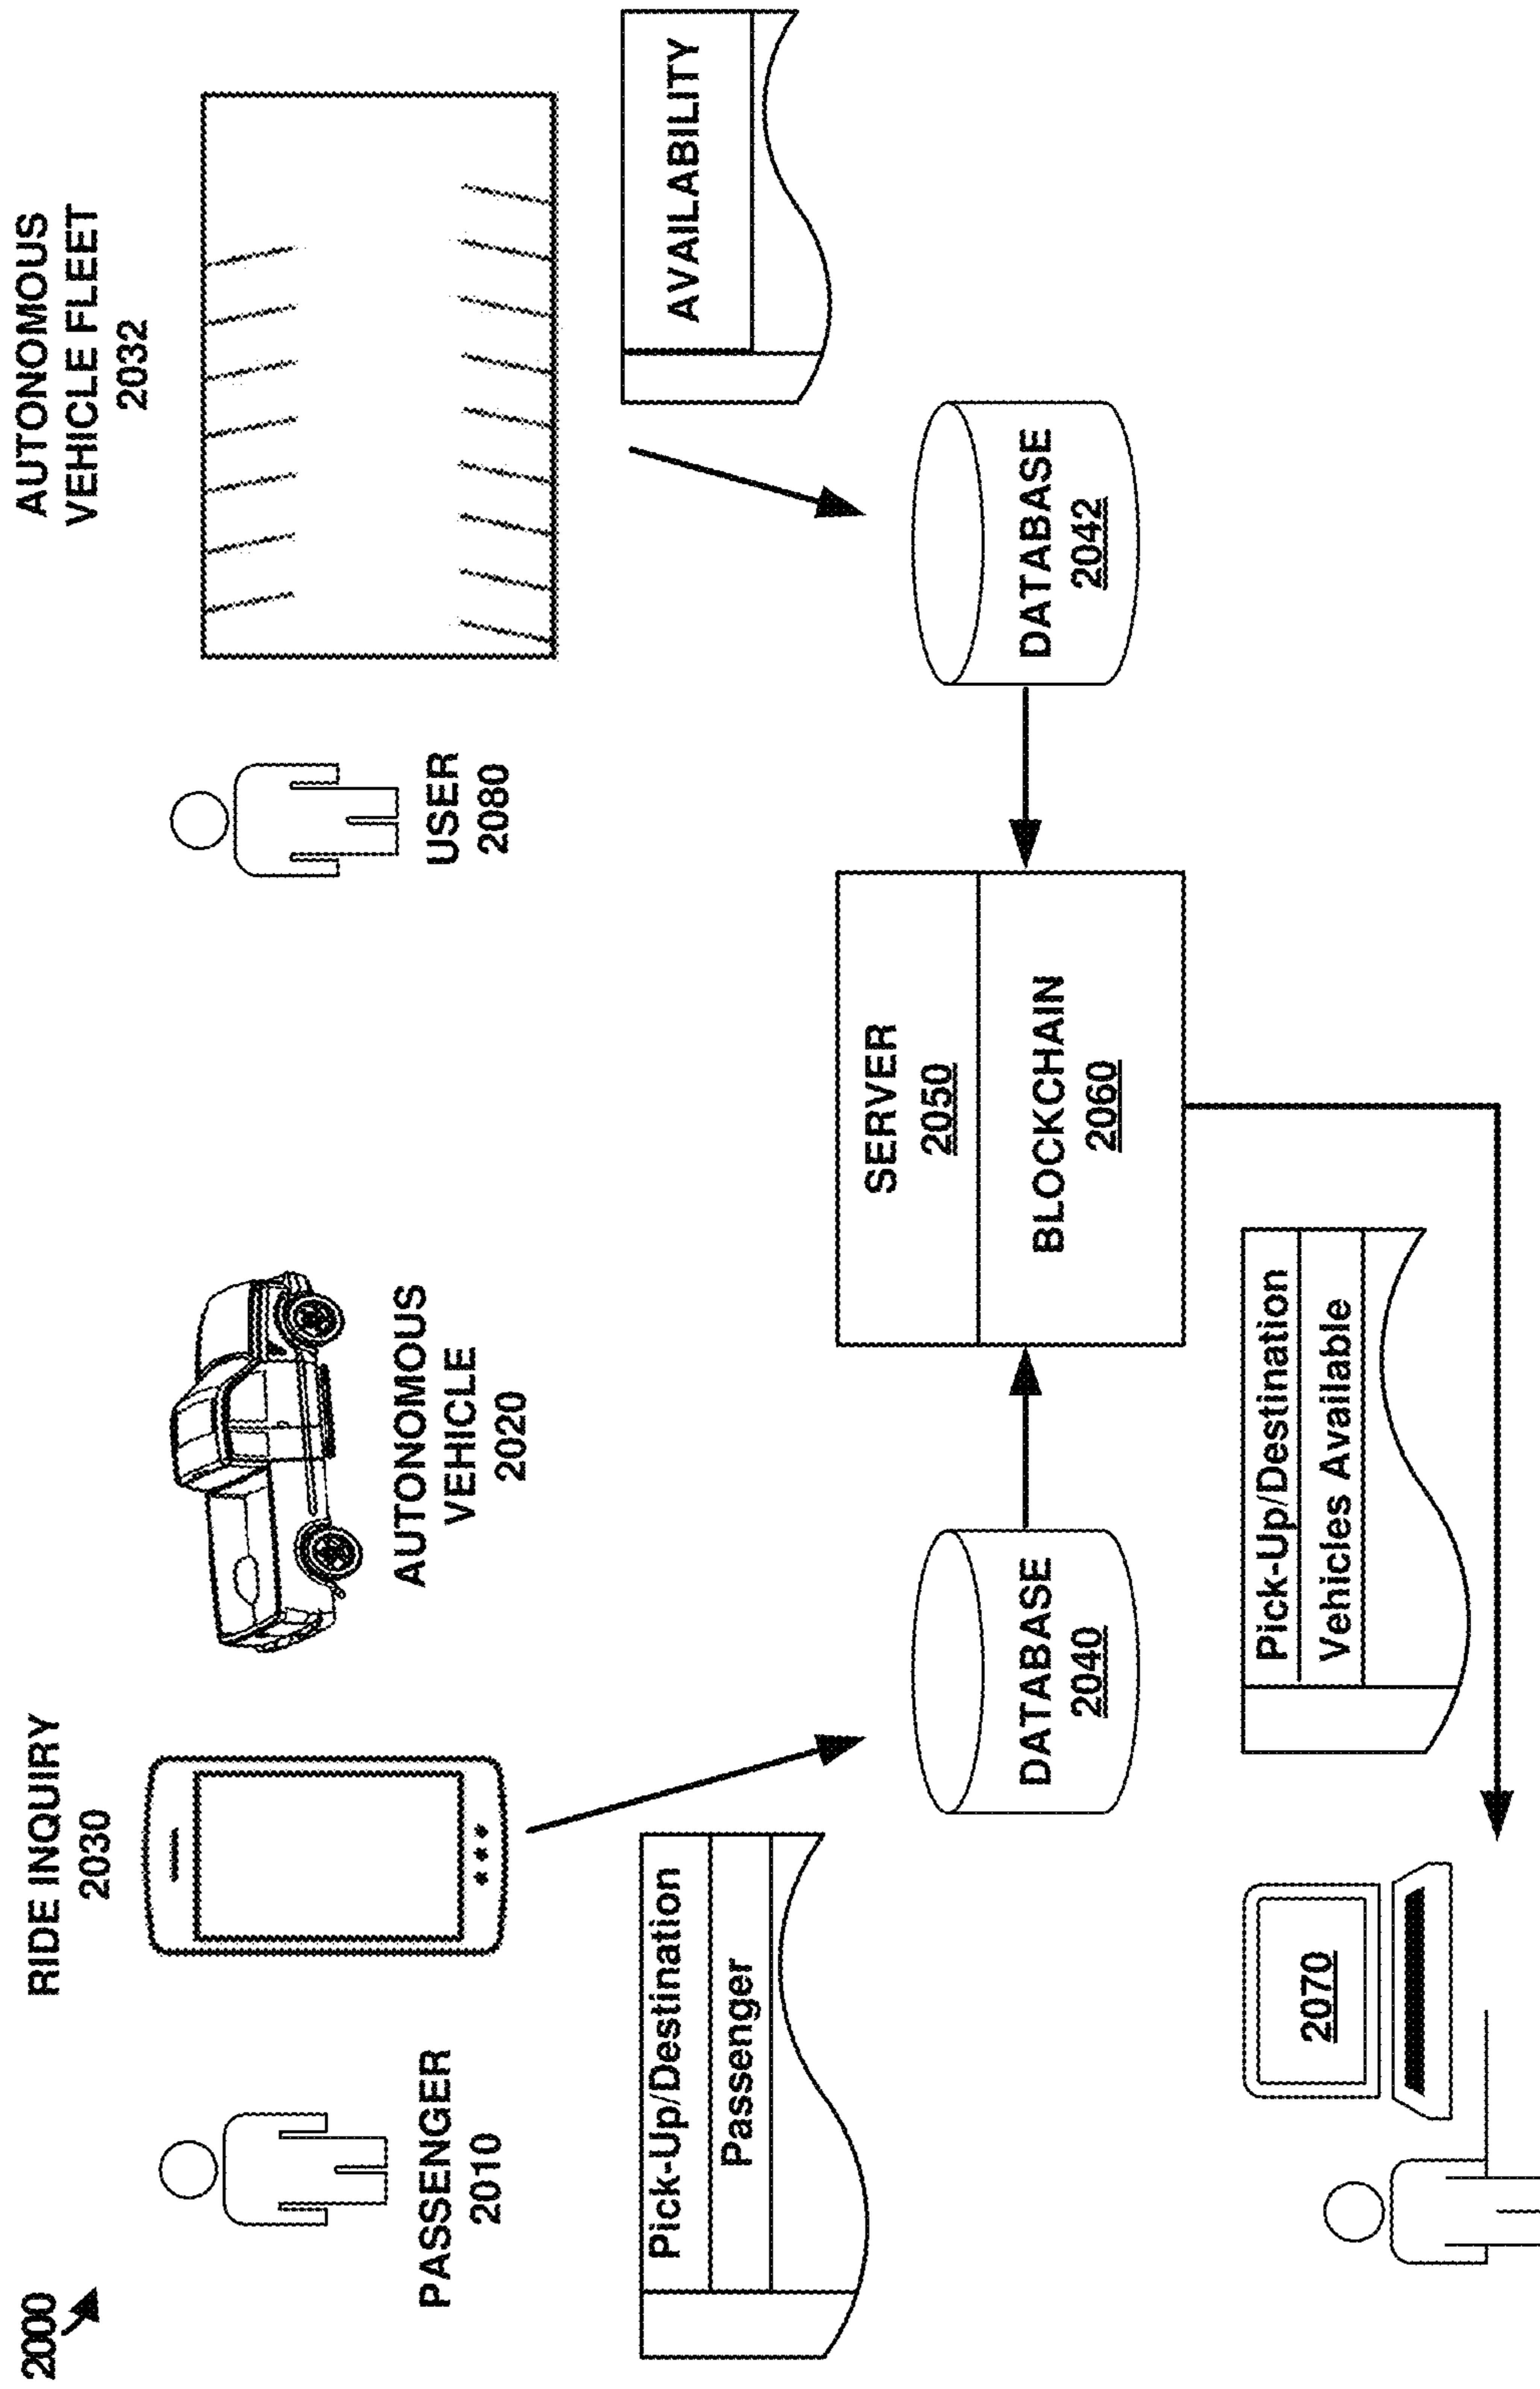 2000
RIDE INQUIRY
2030
PASSENGER
2010
AUTONOMOUS
VEHICLE
2020
USER
2080
AUTONOMOUS
VEHICLE FLEET
2032
Pick-Up/Destination
Passenger
AVAILABILITY
DATABASE
2040
SERVER
2050
BLOCKCHAIN
2060
DATABASE
2042
2070
Pick-Up/Destination
Vehicles Available